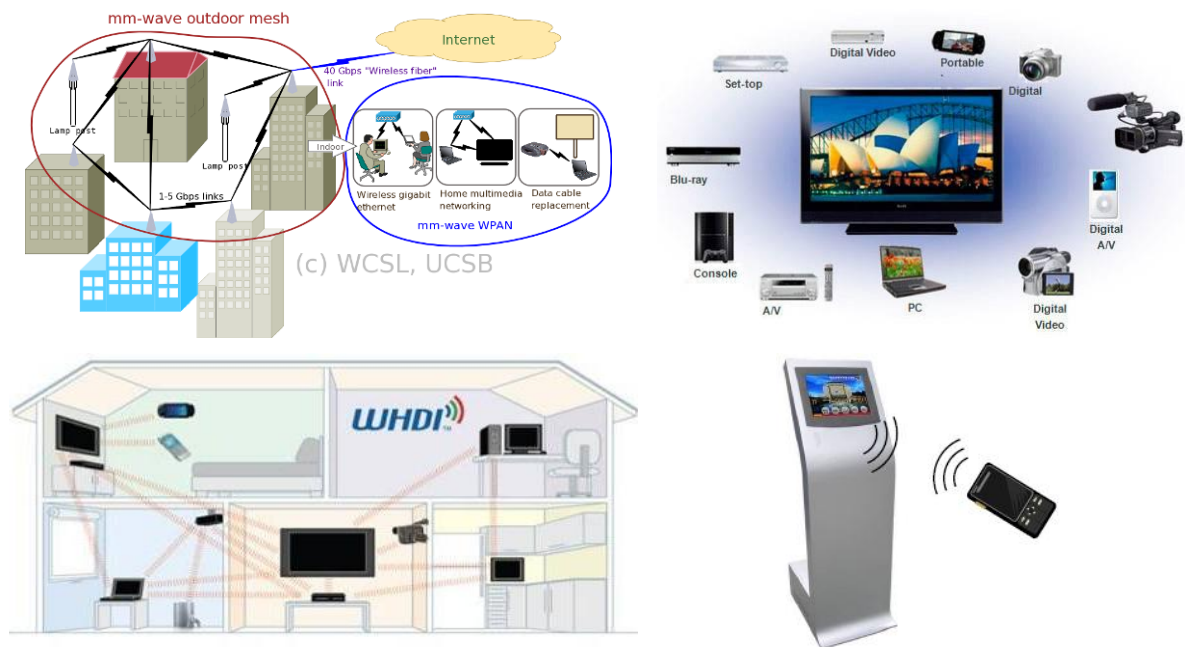 mm-wave outdoor mesh
Internet
40 Gbps "Wireless fiber"
link
Lamp post
Lamp post
Indoor
1-5 Gbps links
Wireless gigabit
ethernet
Home multimedia
networking
Data cable
replacement
mm-wave WPAN
(c) WCSL, UCSB
Digital Video
Portable
Set-top
Digital
Blu-ray
Digital
A/V
Console
A/V
PC
Digital
Video
WHDI